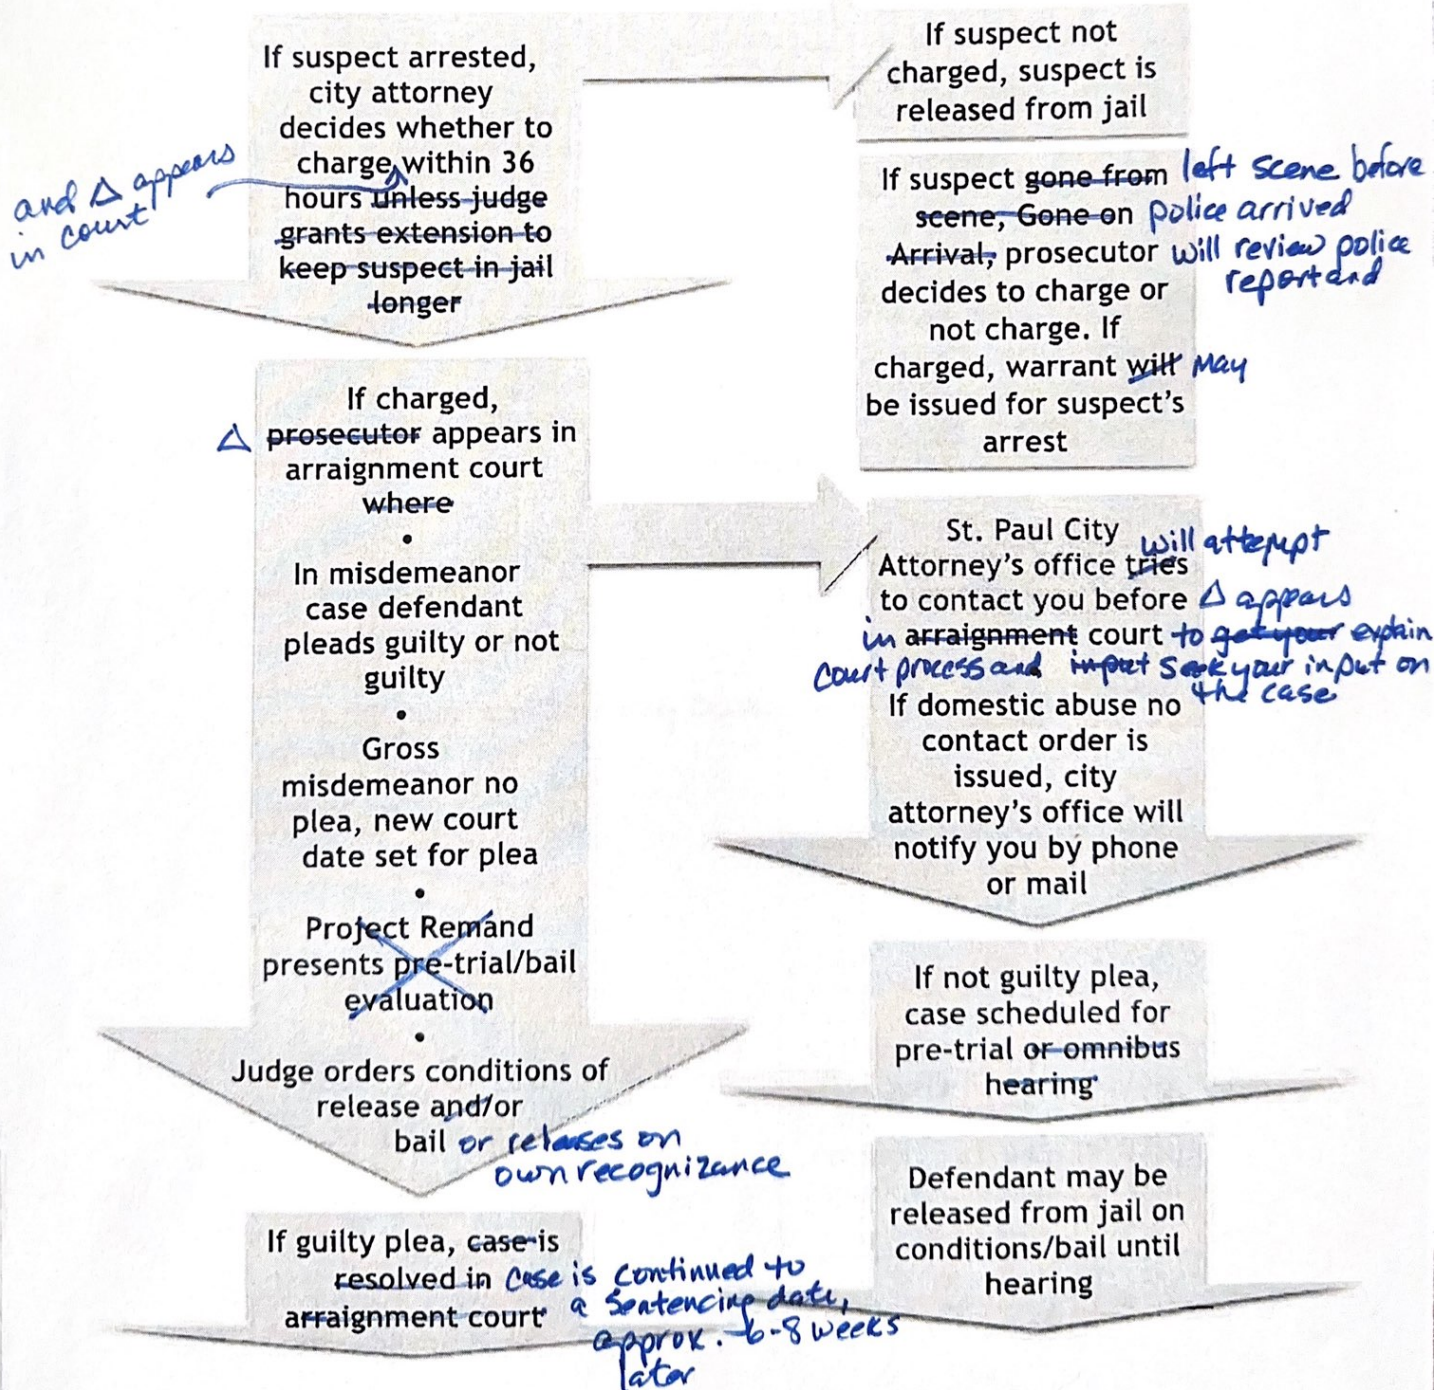 If suspect arrested,
city attorney
decides whether to
charge within 36
and Δ appears
in court
hours unless judge
grants extension to
keep suspect in jail
longer
If suspect not
charged, suspect is
released from jail
If suspect gone from left scene before
scene, Gone on police arrived
Arrival, prosecutor will review police
report and
decides to charge or
not charge. If
charged, warrant will may
be issued for suspect's
arrest
If charged,
Δ prosecutor appears in
arraignment court
where
•
In misdemeanor
case defendant
pleads guilty or not
guilty
•
Gross
misdemeanor no
plea, new court
date set for plea
•
Project Remand
presents pre-trial/bail
evaluation
•
Judge orders conditions of
release and/or
bail or releases on
own recognizance
St. Paul City
will attempt
Attorney's office tries
to contact you before Δ appears
in arraignment court to get your explain
court process and input seek your input on
the case
If domestic abuse no
contact order is
issued, city
attorney's office will
notify you by phone
or mail
If not guilty plea,
case scheduled for
pre-trial or omnibus
hearing
Defendant may be
released from jail on
conditions/bail until
hearing
If guilty plea, case is
resolved in case is continued to
arraignment court a sentencing date,
approx. 6-8 weeks
later